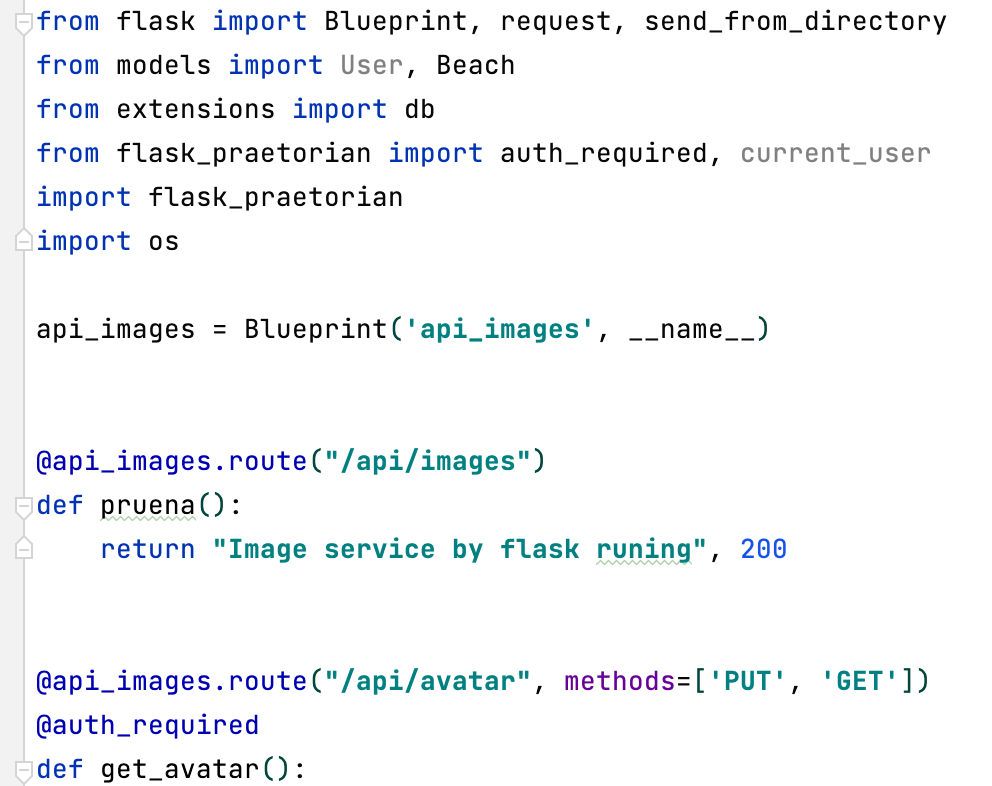 from flask import Blueprint, request, send_from_directory
from models import User, Beach
from extensions import db
from flask_praetorian import auth_required, current_user
import flask_praetorian
import os
api_images = Blueprint('api_images', __name__)
@api_images.route("/api/images")
def pruena():
    return "Image service by flask runing", 200
@api_images.route("/api/avatar", methods=['PUT', 'GET'])
@auth_required
def get_avatar():